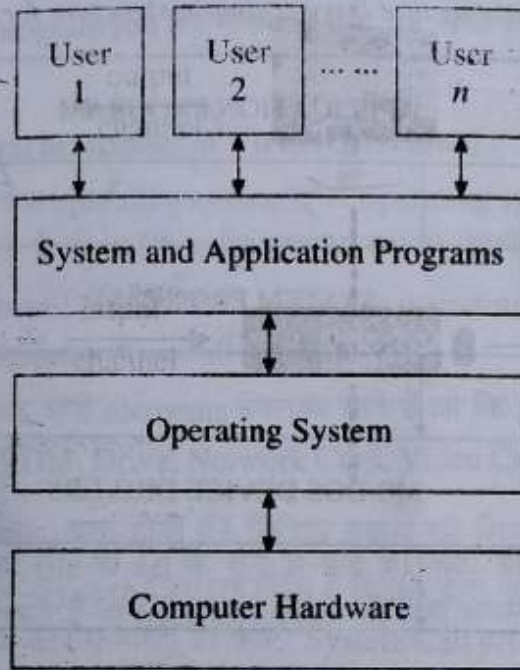 User User User
1 2 ... ... n
System and Application Programs
Operating System
Computer Hardware